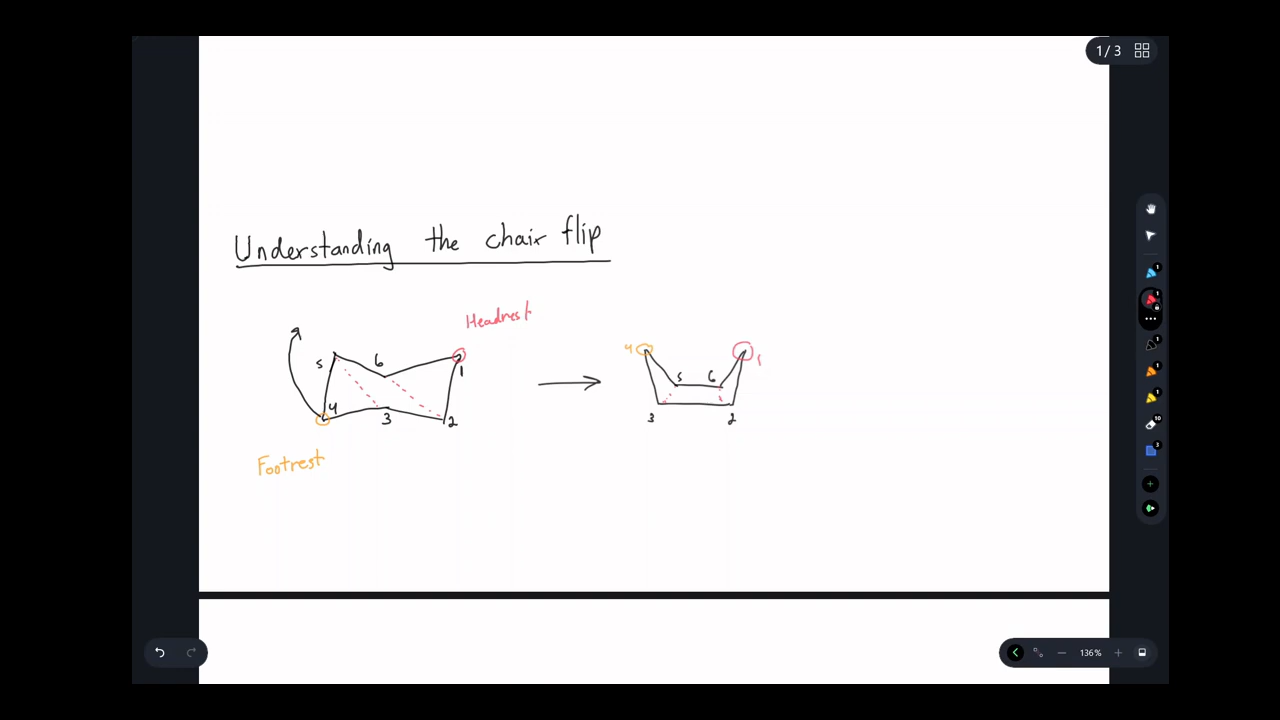 1/3
Understanding the chair flip
Headrest
5 6 1
4 3 2
Footrest
4 5 6 1
3 2
136%